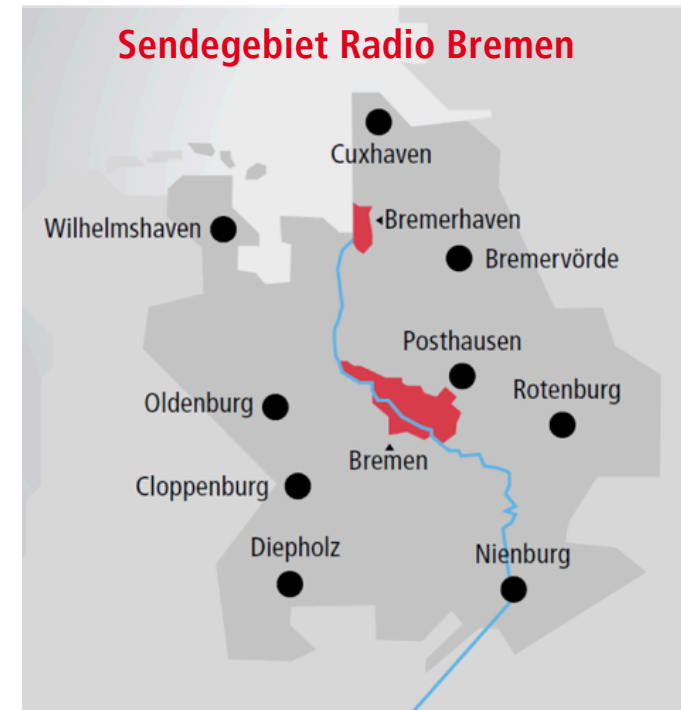 Sendegebiet Radio Bremen
Cuxhaven
Wilhelmshaven
Bremerhaven
Bremervörde
Posthausen
Rotenburg
Oldenburg
Bremen
Cloppenburg
Diepholz
Nienburg